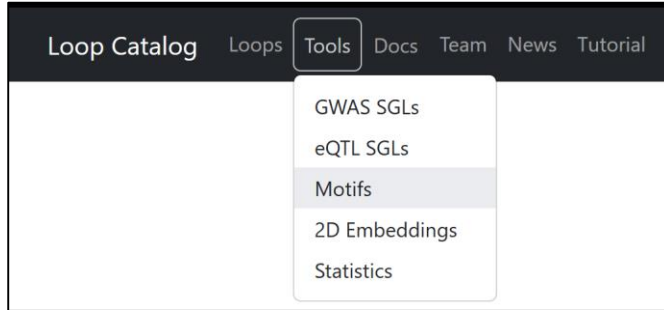 Loop Catalog Loops Tools Docs Team News Tutorial
GWAS SGLs
eQTL SGLs
Motifs
2D Embeddings
Statistics